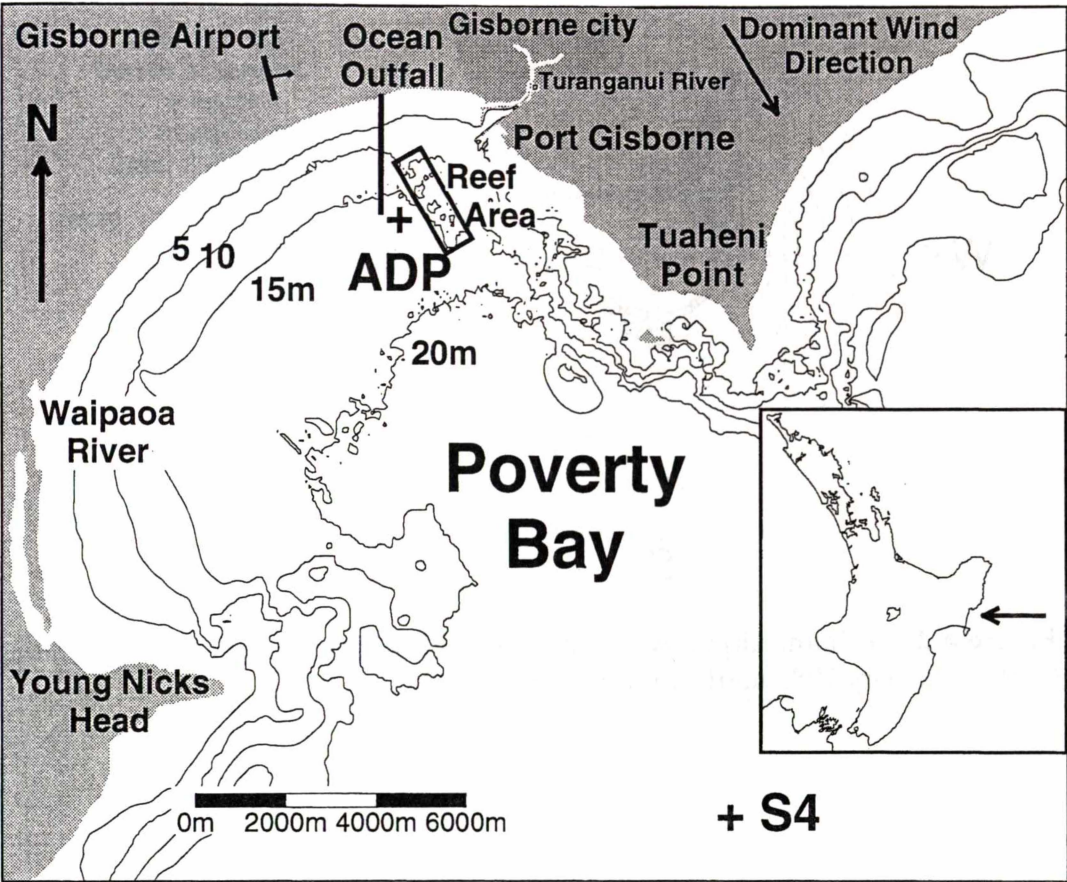 Gisborne Airport
Ocean
Outfall
Gisborne city
Dominant Wind
Direction
Turanganui River
N
Port Gisborne
Reef
Area
Tuaheni
Point
5 10
15m
ADP
20m
Waipaoa
River
Poverty
Bay
Young Nicks
Head
0m 2000m 4000m 6000m
S4